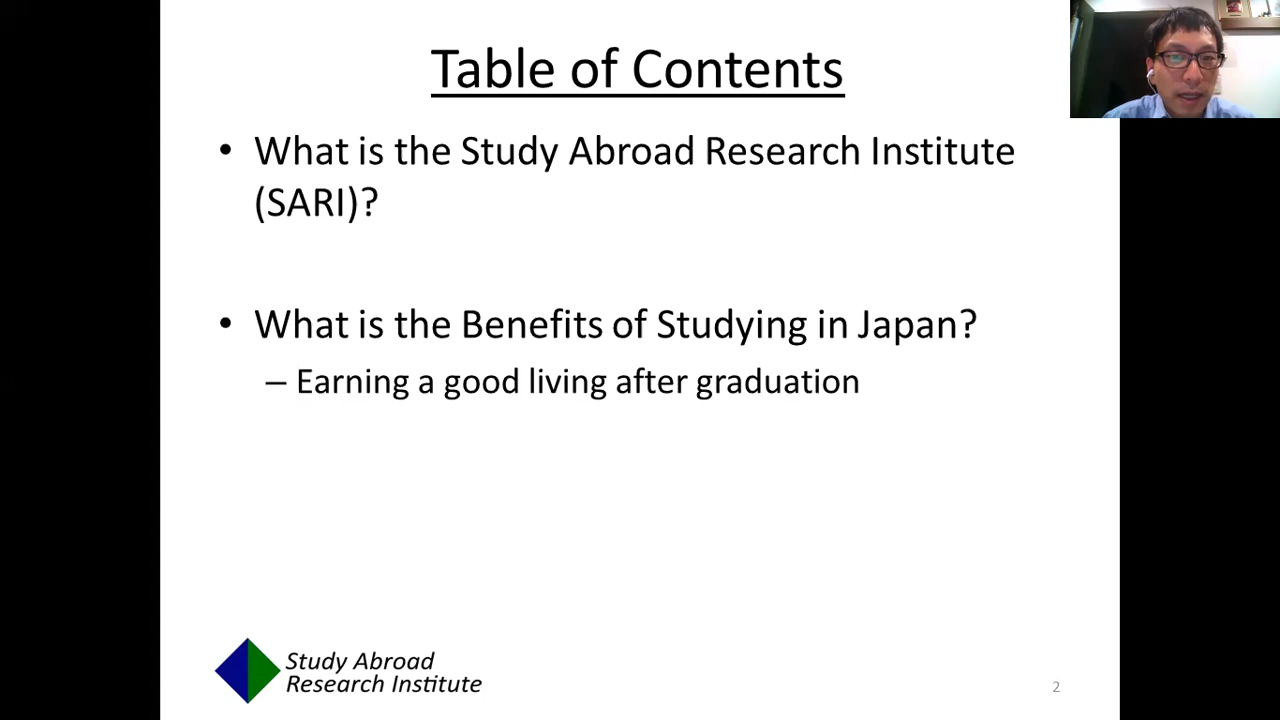 Table of Contents
• What is the Study Abroad Research Institute
(SARI)?
• What is the Benefits of Studying in Japan?
– Earning a good living after graduation
Study Abroad
Research Institute
2